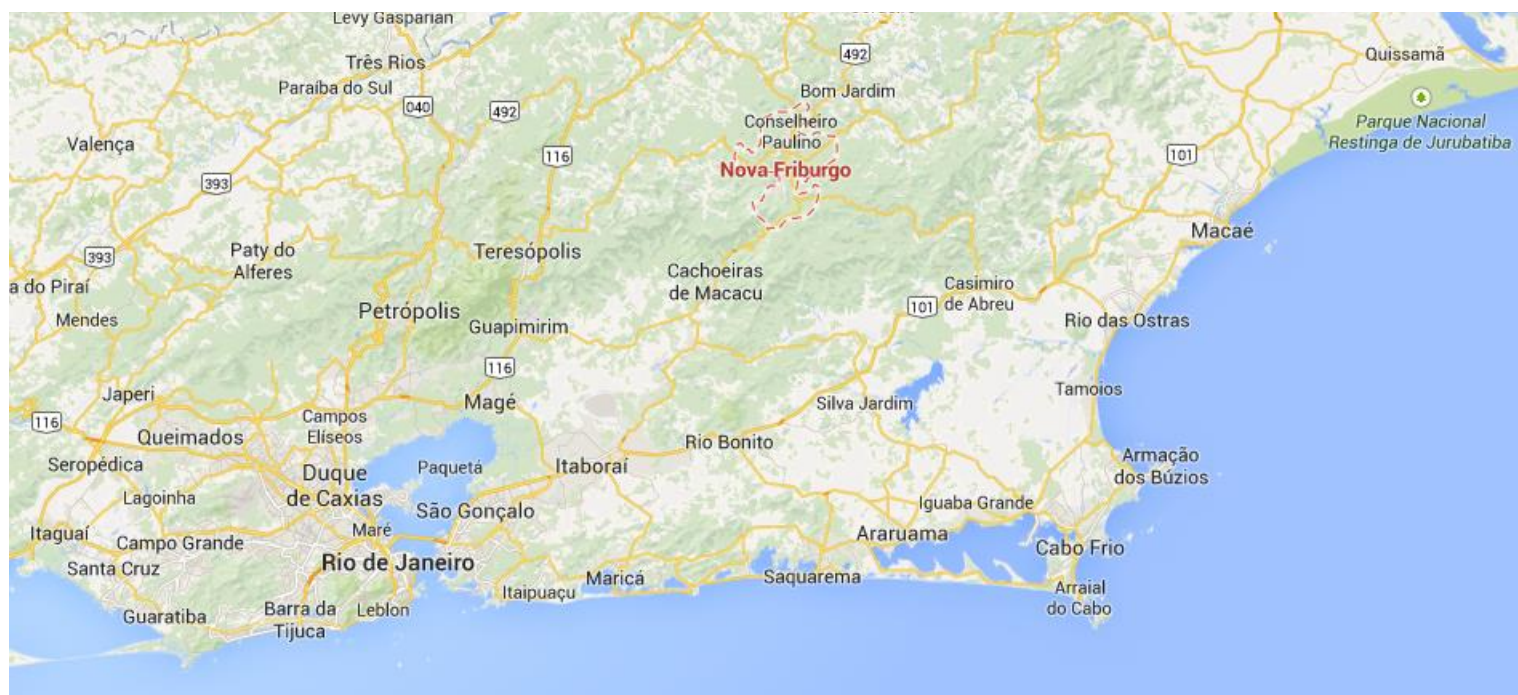 Levy Gasparian
Três Rios
Paraíba do Sul
040
492
492
Bom Jardim
Quissamã
Valença
116
Conselheiro
Paulino
101
Parque Nacional
Restinga de Jurubatiba
393
Nova Friburgo
393
Paty do
Alferes
Teresópolis
Macaé
a do Piraí
Cachoeiras
de Macacu
Casimiro
de Abreu
101
Mendes
Petrópolis
Guapimirim
Rio das Ostras
116
Japeri
Magé
Tamoios
116
Campos
Elíseos
Silva Jardim
Queimados
Rio Bonito
Seropédica
Duque
de Caxias
Paquetá
Itaboraí
Armação
dos Búzios
Lagoinha
São Gonçalo
Iguaba Grande
Itaguaí
Campo Grande
Maré
Araruama
Cabo Frio
Santa Cruz
Rio de Janeiro
Itaipuaçu
Maricá
Saquarema
Arraial
do Cabo
Guaratiba
Barra da
Tijuca
Leblon